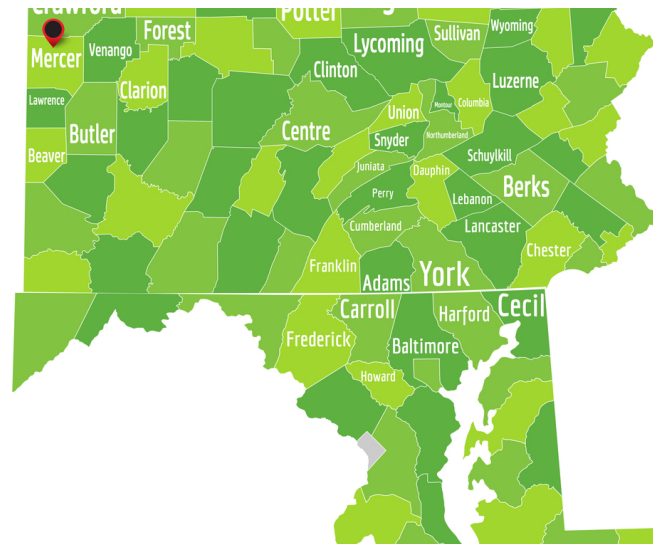 Crawford
Potter
Forest
Sullivan
Wyoming
Mercer
Venango
Lycoming
Clinton
Luzerne
Clarion
Lawrence
Montour
Columbia
Union
Butler
Centre
Northumberland
Snyder
Beaver
Schuylkill
Juniata
Dauphin
Berks
Perry
Lebanon
Cumberland
Lancaster
Chester
Franklin
York
Adams
Cecil
Carroll
Harford
Frederick
Baltimore
Howard